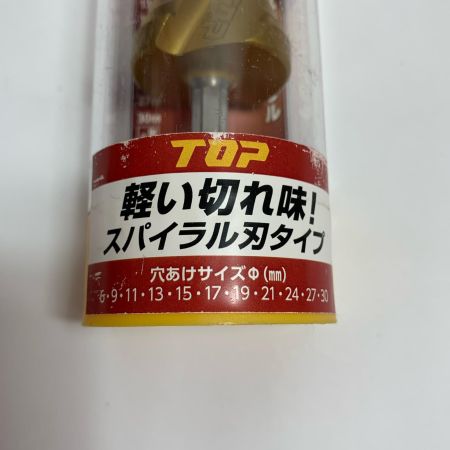 ル
TOP
軽い切れ味!
スパイラル刃タイプ
穴あけサイズΦ(mm)
6・9・11・13・15・17・19・21・24・27・30